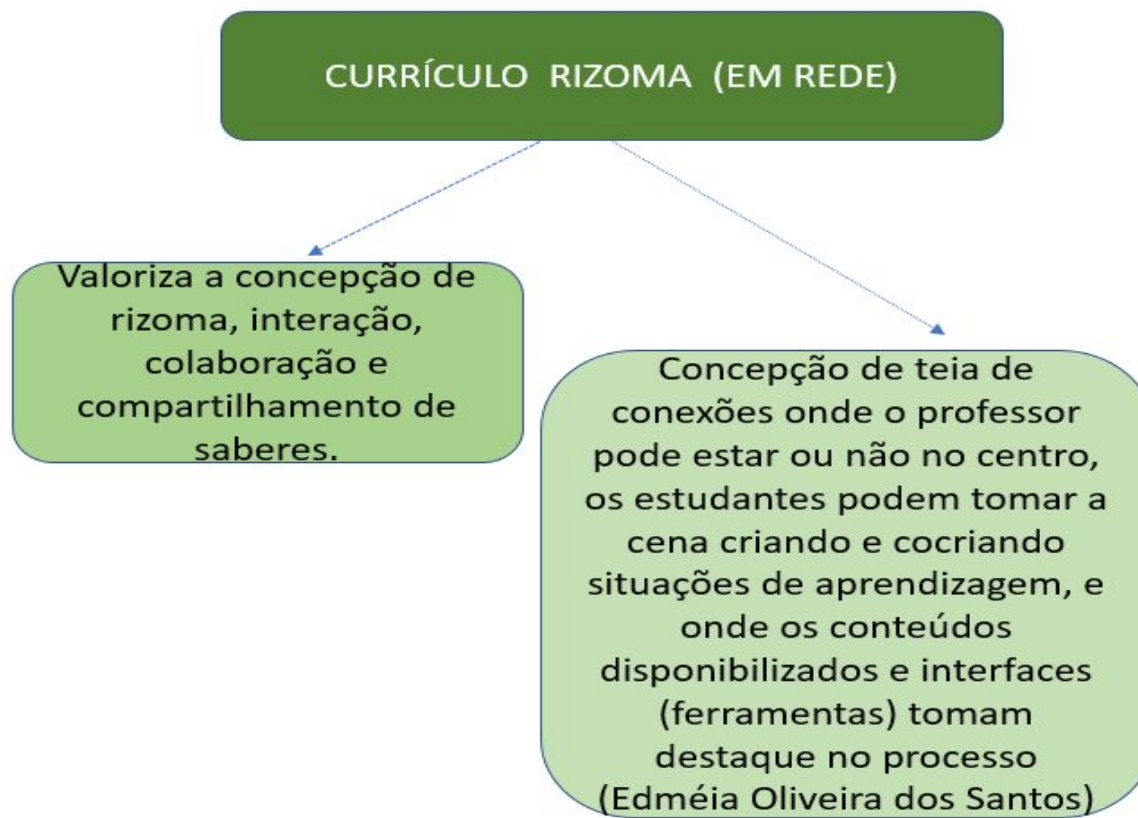 CURRÍCULO RIZOMA (EM REDE)
Valoriza a concepção de
rizoma, interação,
colaboração e
compartilhamento de
saberes.
Concepção de teia de
conexões onde o professor
pode estar ou não no centro,
os estudantes podem tomar a
cena criando e cocriando
situações de aprendizagem, e
onde os conteúdos
disponibilizados e interfaces
(ferramentas) tomam
destaque no processo
(Edméia Oliveira dos Santos)